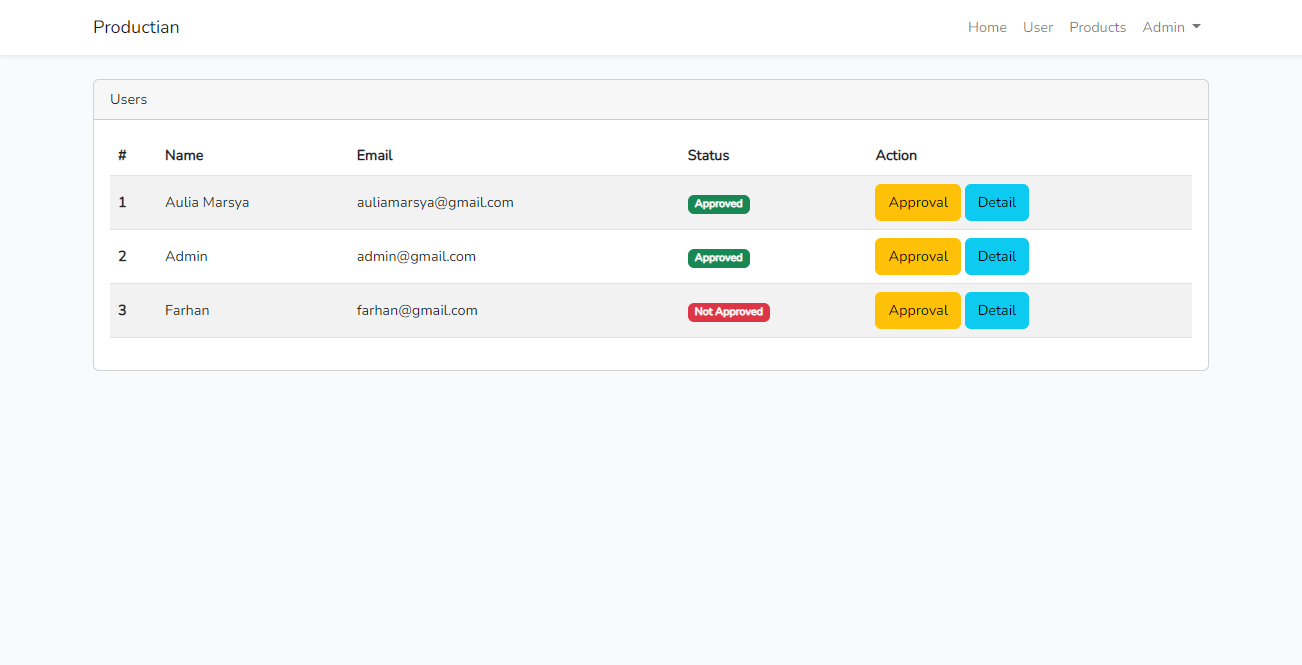 Productian Home User Products Admin
Users
# Name Email Status Action
1 Aulia Marsya auliamarsya@gmail.com Approved Approval Detail
2 Admin admin@gmail.com Approved Approval Detail
3 Farhan farhan@gmail.com Not Approved Approval Detail